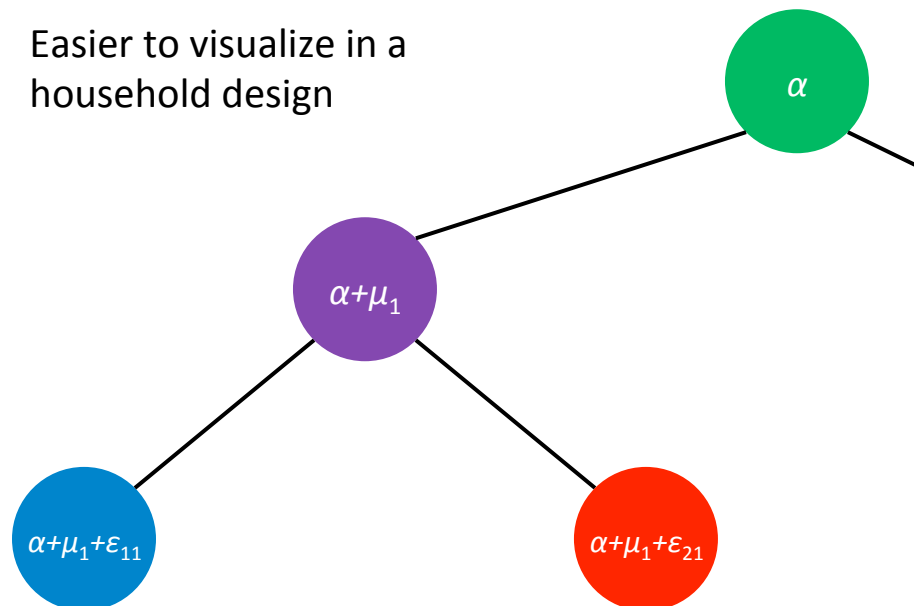 Easier to visualize in a
household design
α
α+μ₁
α+μ₁+ε₁₁
α+μ₁+ε₂₁